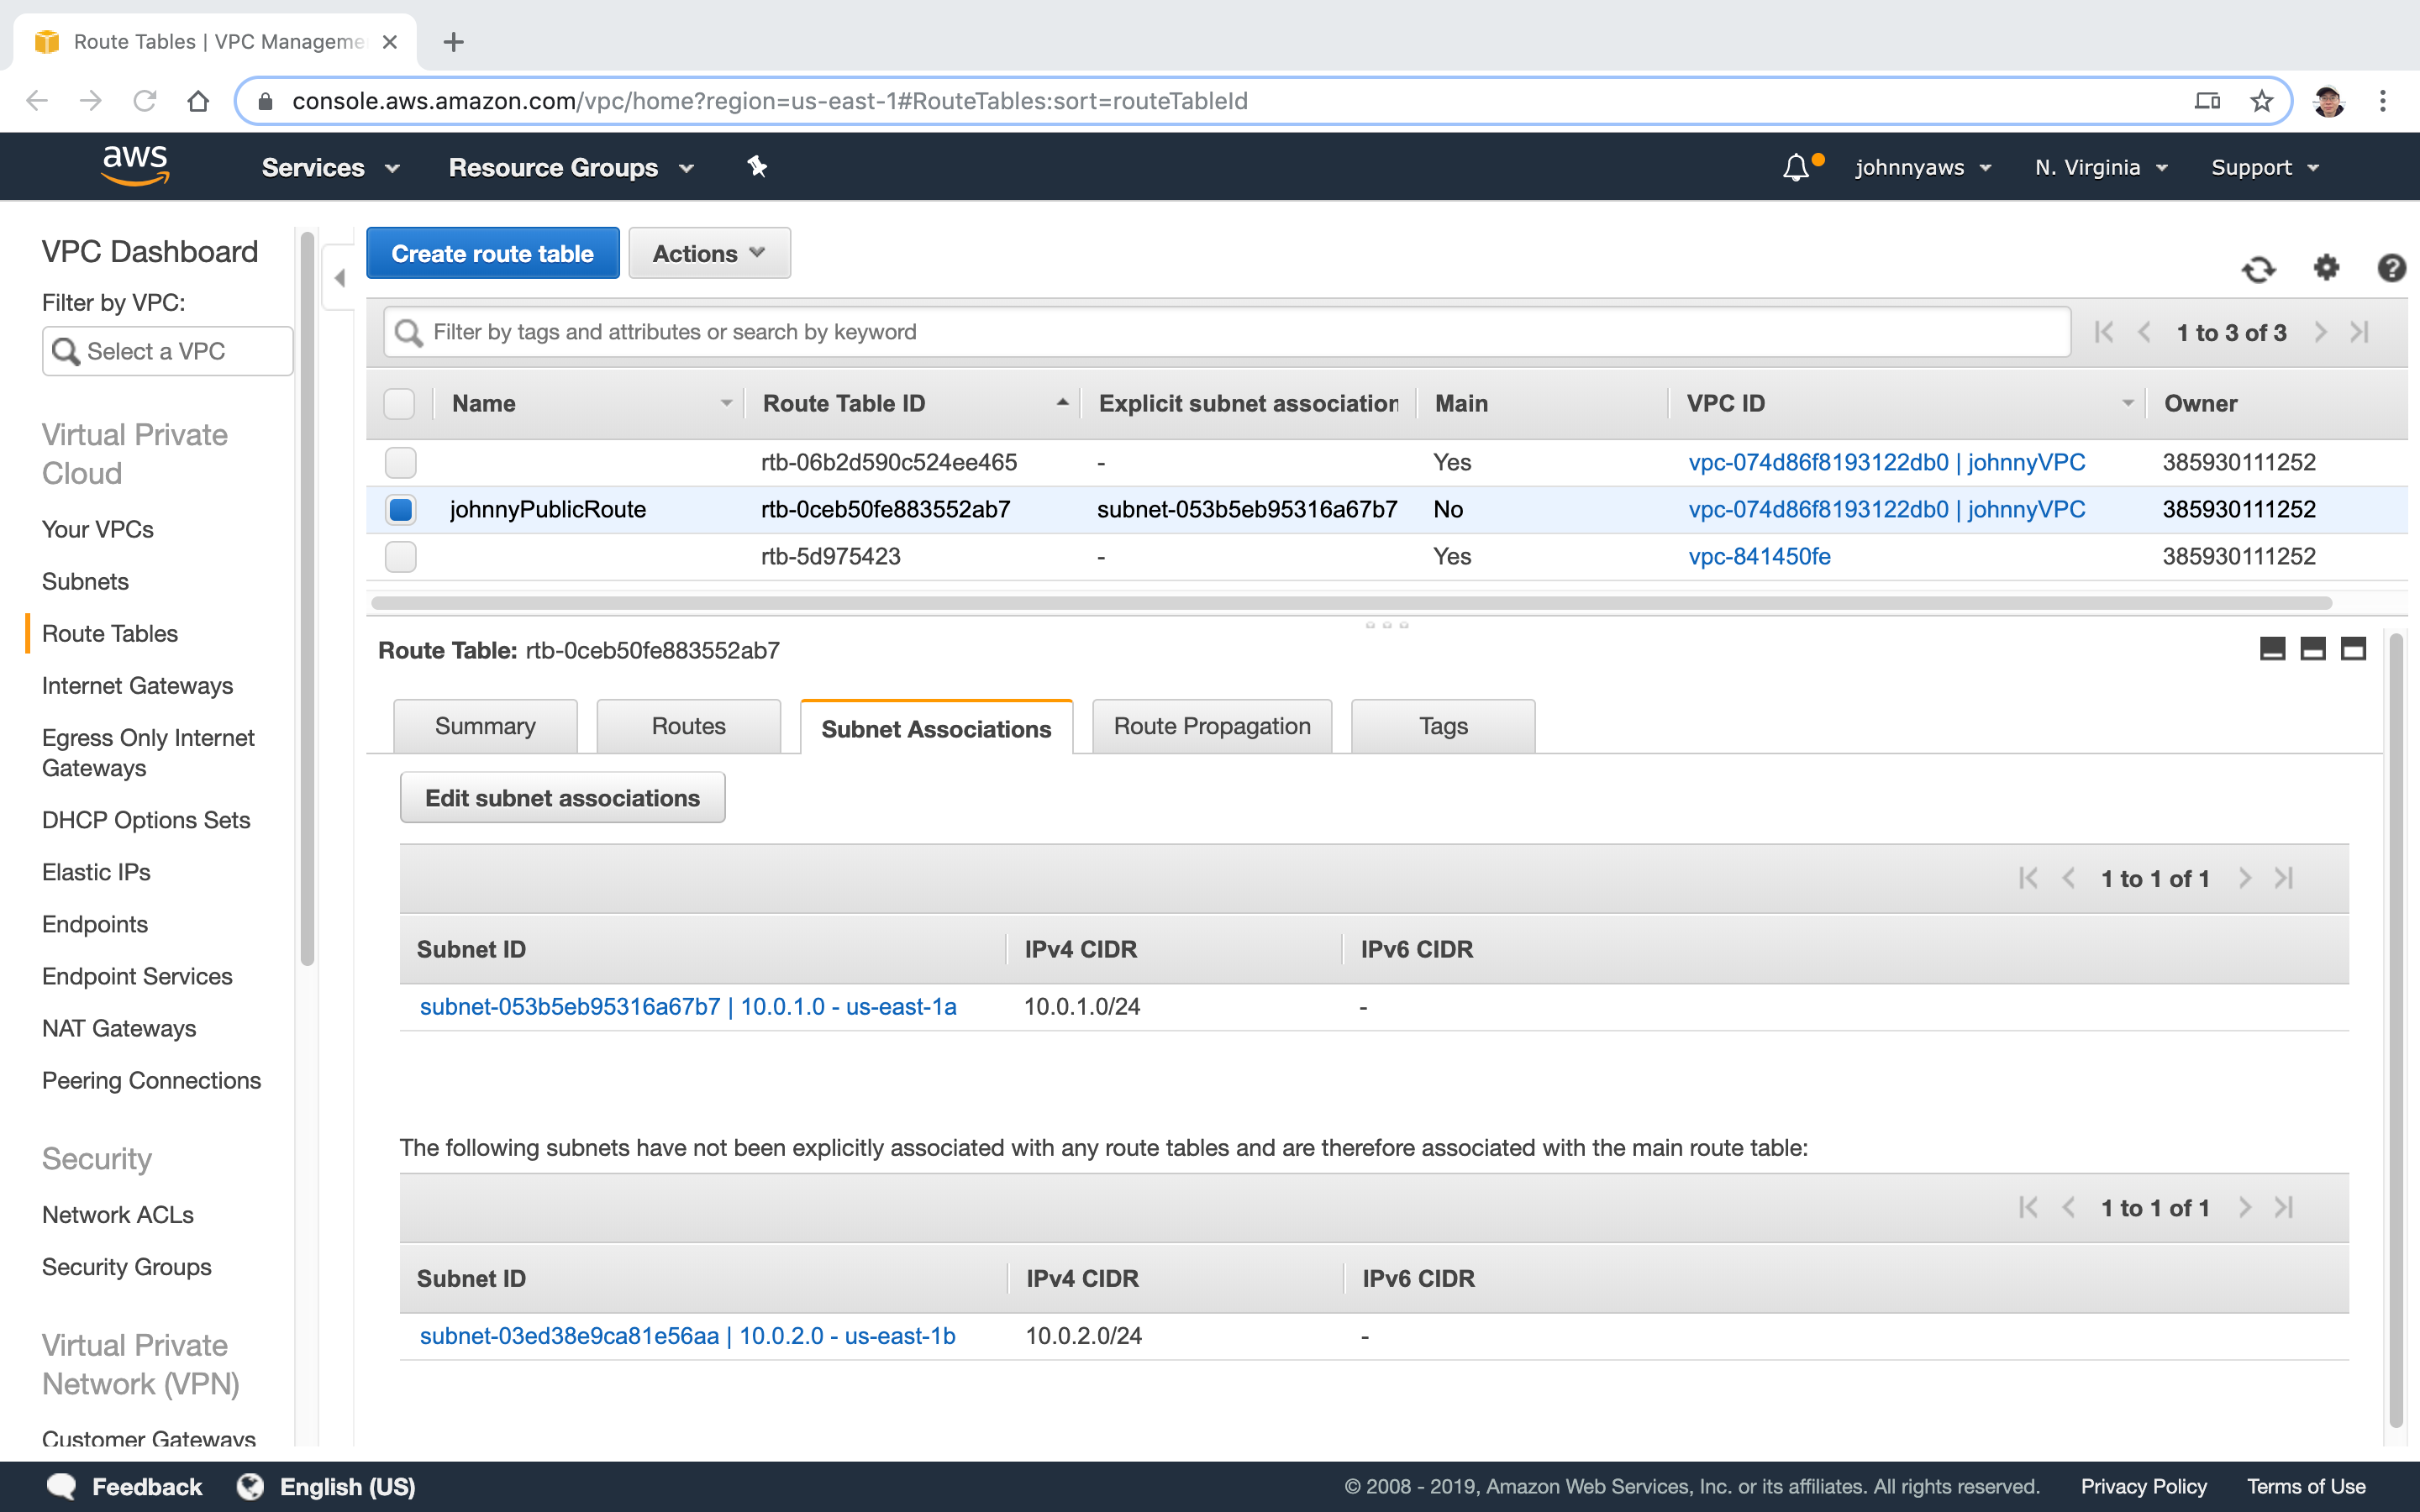 Route Tables | VPC Manageme
console.aws.amazon.com/vpc/home?region=us-east-1#RouteTables:sort=routeTableId
aws Services Resource Groups johnnyaws N. Virginia Support
VPC Dashboard
Filter by VPC:
Select a VPC
Virtual Private
Cloud
Your VPCs
Subnets
Route Tables
Internet Gateways
Egress Only Internet
Gateways
DHCP Options Sets
Elastic IPs
Endpoints
Endpoint Services
NAT Gateways
Peering Connections
Security
Network ACLs
Security Groups
Virtual Private
Network (VPN)
Customer Gateways
Create route table Actions
Filter by tags and attributes or search by keyword 1 to 3 of 3
Name Route Table ID Explicit subnet association Main VPC ID Owner
rtb-06b2d590c524ee465 - Yes vpc-074d86f8193122db0 | johnnyVPC 385930111252
johnnyPublicRoute rtb-0ceb50fe883552ab7 subnet-053b5eb95316a67b7 No vpc-074d86f8193122db0 | johnnyVPC 385930111252
rtb-5d975423 - Yes vpc-841450fe 385930111252
Route Table: rtb-0ceb50fe883552ab7
Summary Routes Subnet Associations Route Propagation Tags
Edit subnet associations
1 to 1 of 1
Subnet ID IPv4 CIDR IPv6 CIDR
subnet-053b5eb95316a67b7 | 10.0.1.0 - us-east-1a 10.0.1.0/24 -
The following subnets have not been explicitly associated with any route tables and are therefore associated with the main route table:
1 to 1 of 1
Subnet ID IPv4 CIDR IPv6 CIDR
subnet-03ed38e9ca81e56aa | 10.0.2.0 - us-east-1b 10.0.2.0/24 -
Feedback English (US) © 2008 - 2019, Amazon Web Services, Inc. or its affiliates. All rights reserved. Privacy Policy Terms of Use